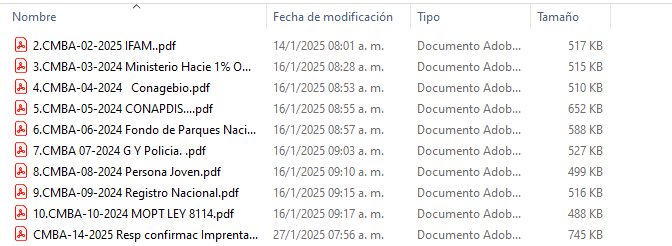 Nombre Fecha de modificación Tipo Tamaño
2.CMBA-02-2025 IFAM..pdf 14/1/2025 08:01 a. m. Documento Adob... 517 KB
3.CMBA-03-2024 Ministerio Hacie 1% O... 16/1/2025 08:28 a. m. Documento Adob... 515 KB
4.CMBA-04-2024   Conagebio.pdf 16/1/2025 08:53 a. m. Documento Adob... 510 KB
5.CMBA-05-2024 CONAPDIS....pdf 16/1/2025 08:55 a. m. Documento Adob... 652 KB
6.CMBA-06-2024 Fondo de Parques Naci... 16/1/2025 08:57 a. m. Documento Adob... 588 KB
7.CMBA 07-2024 G Y Policia. .pdf 16/1/2025 09:03 a. m. Documento Adob... 527 KB
8.CMBA-08-2024 Persona Joven.pdf 16/1/2025 09:10 a. m. Documento Adob... 499 KB
9.CMBA-09-2024 Registro Nacional.pdf 16/1/2025 09:15 a. m. Documento Adob... 516 KB
10.CMBA-10-2024 MOPT LEY 8114.pdf 16/1/2025 09:17 a. m. Documento Adob... 488 KB
CMBA-14-2025 Resp confirmac Imprenta... 27/1/2025 07:56 a. m. Documento Adob... 745 KB